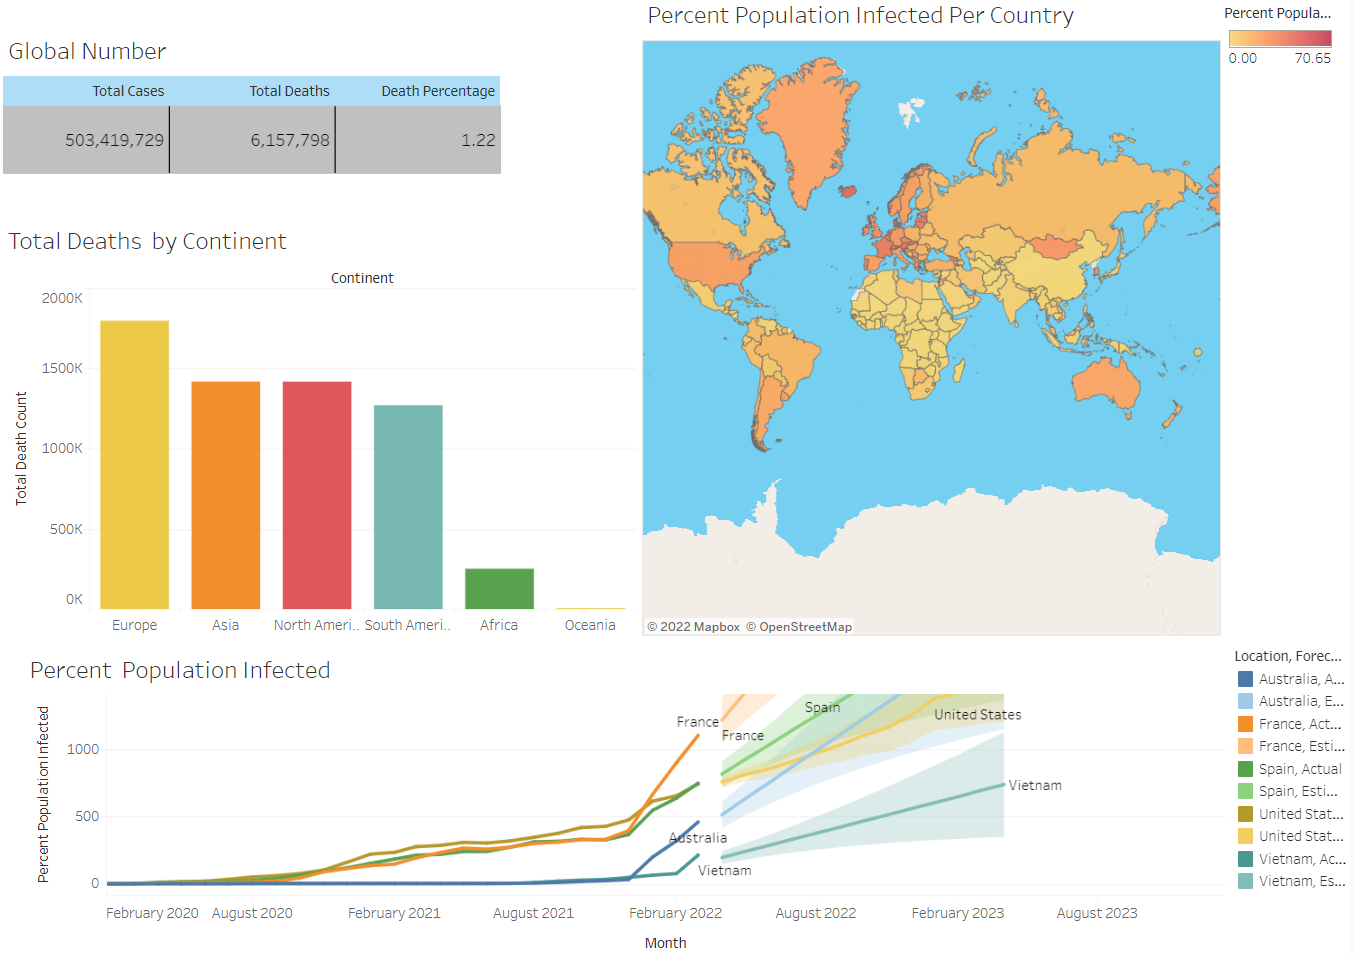 Percent Population Infected Per Country
Percent Popula...
0.00 70.65
Global Number
Total Cases Total Deaths Death Percentage
503,419,729 6,157,798 1.22
Total Deaths by Continent
Continent
2000K
1500K
1000K
500K
0K
Total Death Count
Europe Asia North Ameri.. South Ameri.. Africa Oceania
© 2022 Mapbox © OpenStreetMap
Percent Population Infected
Percent Population Infected
1000
500
0
France
France
Spain
United States
Australia
Vietnam
Vietnam
February 2020 August 2020 February 2021 August 2021 February 2022 August 2022 February 2023 August 2023
Month
Location, Forec...
Australia, A...
Australia, E...
France, Act...
France, Esti...
Spain, Actual
Spain, Esti...
United Stat...
United Stat...
Vietnam, Ac...
Vietnam, Es...